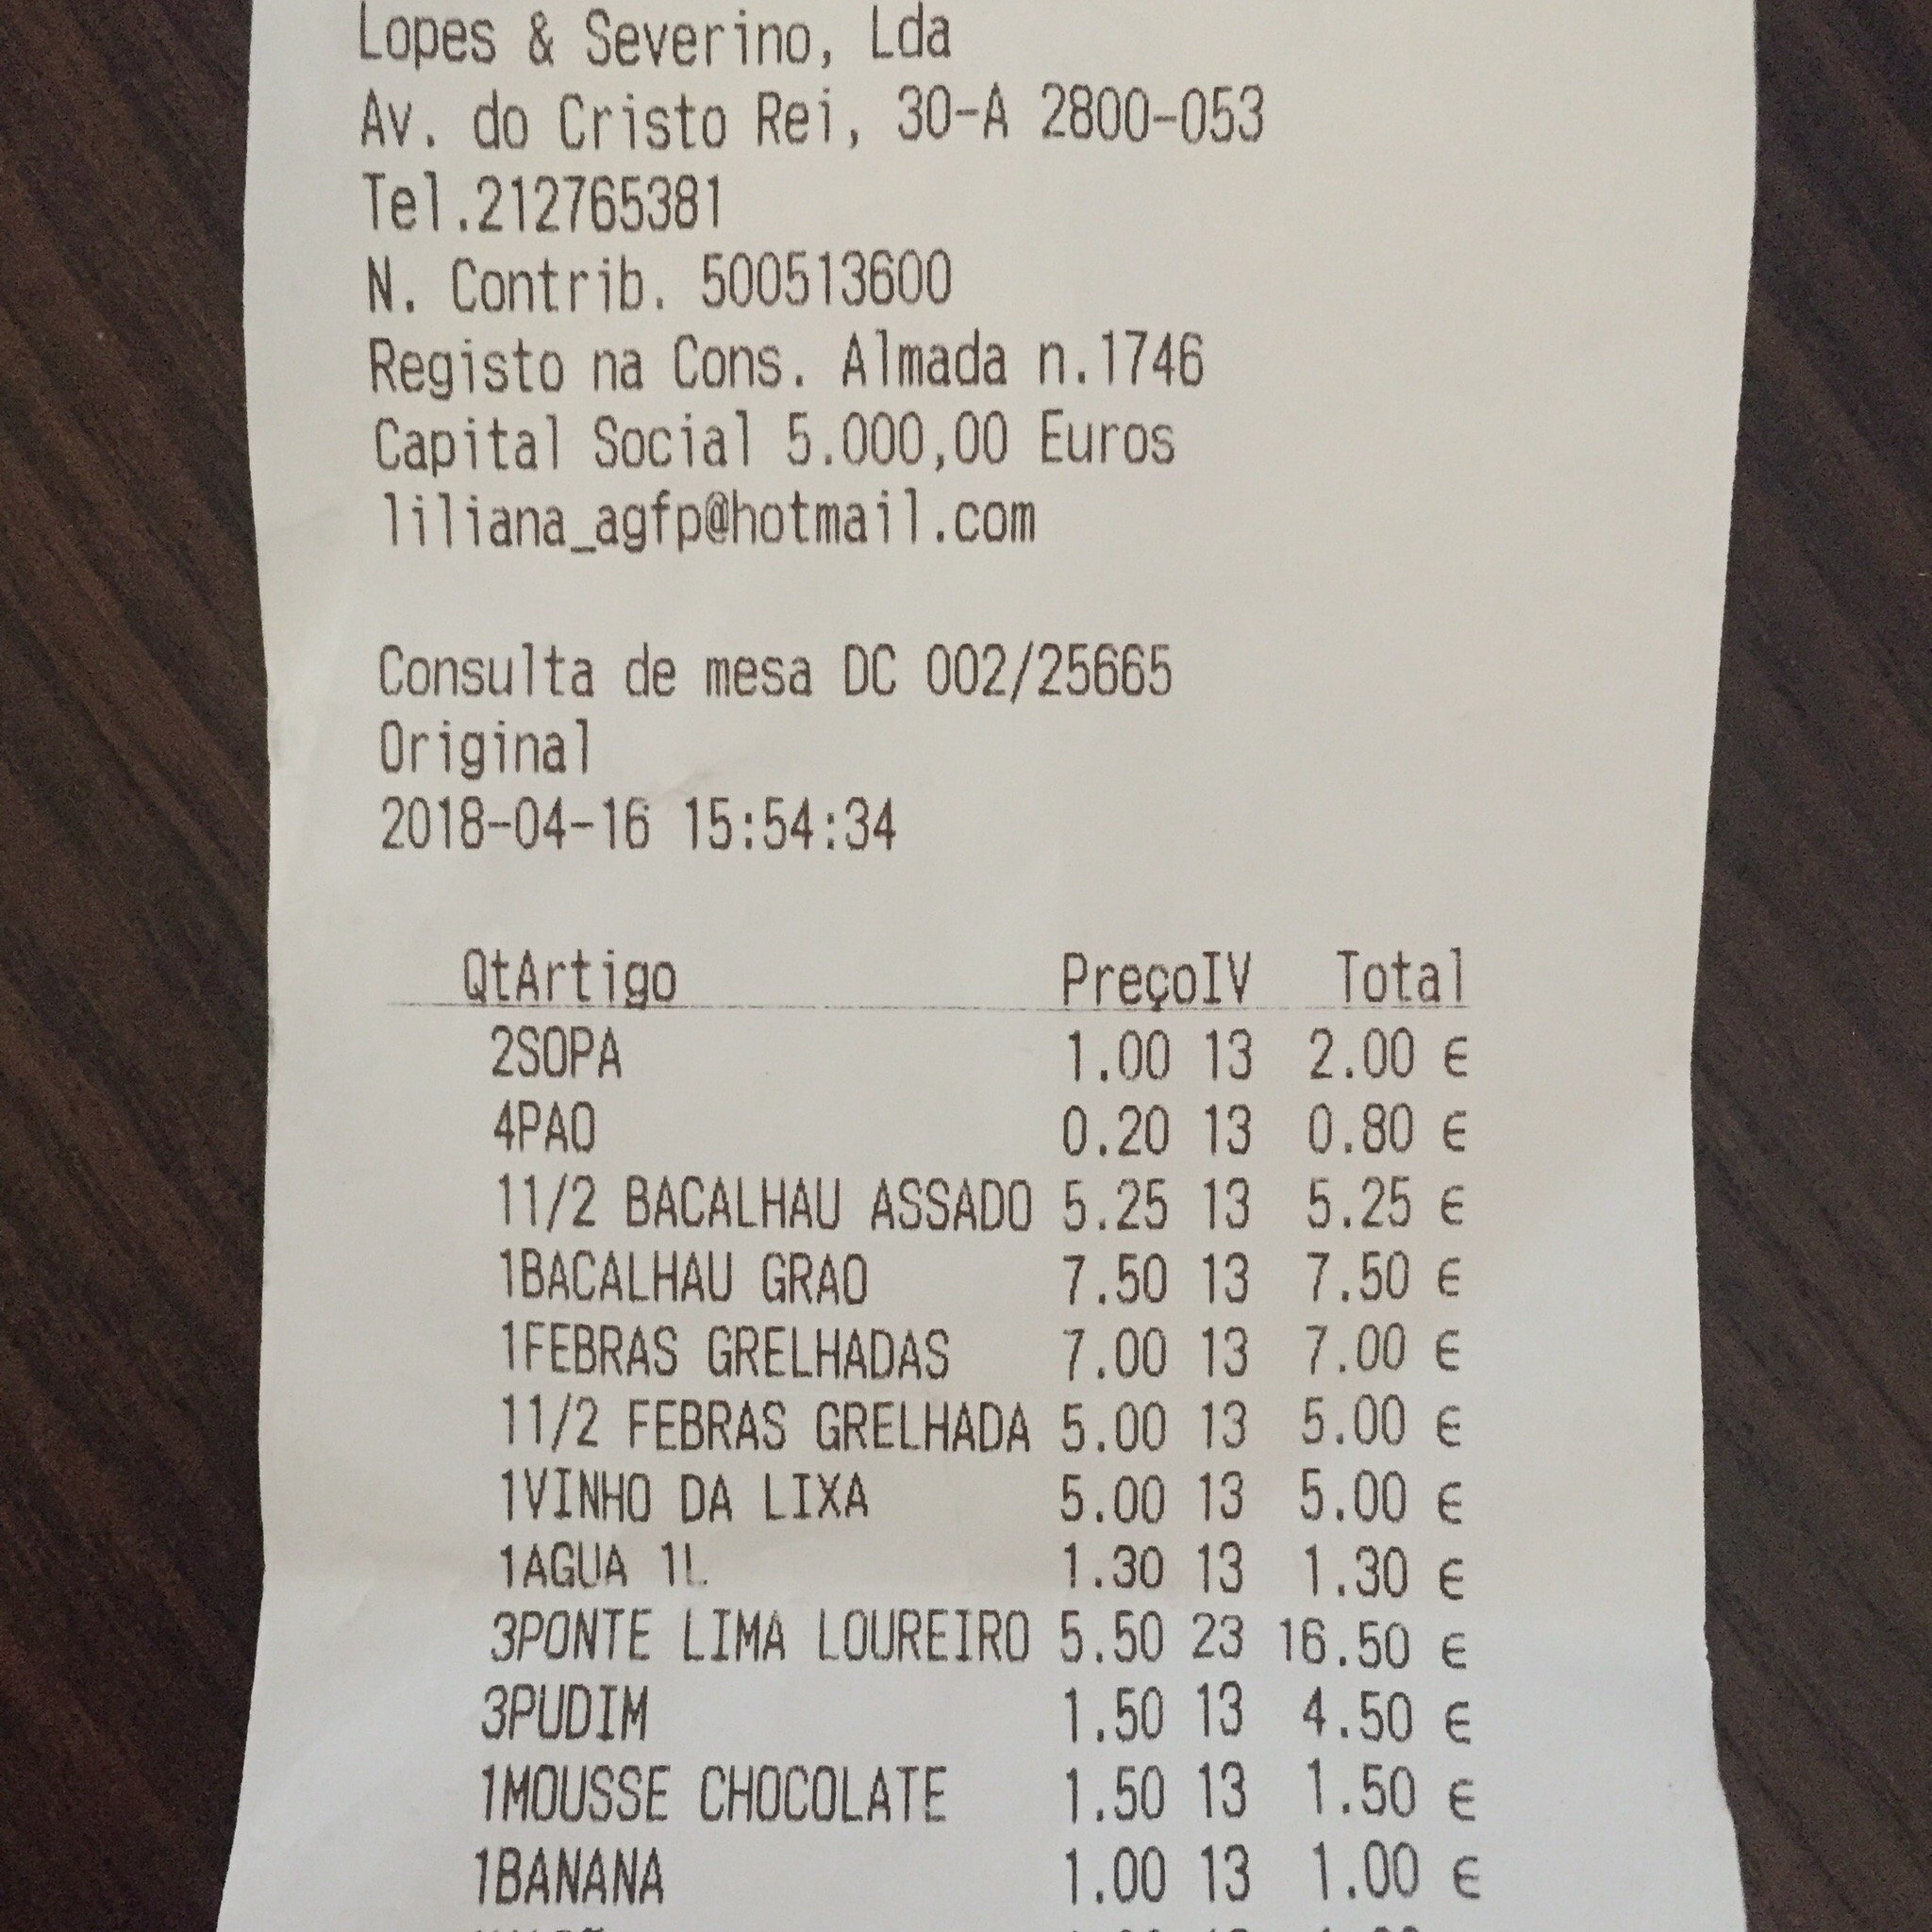 Lopes & Severino, Lda
Av. do Cristo Rei, 30-A 2800-053
Tel.212765381
N. Contrib. 500513600
Registo na Cons. Almada n.1746
Capital Social 5.000,00 Euros
liliana_agfp@hotmail.com
Consulta de mesa DC 002/25665
Original
2018-04-16 15:54:34
QtArtigo PreçoIV Total
2SOPA 1.00 13 2.00 €
4PAO 0.20 13 0.80 €
11/2 BACALHAU ASSADO 5.25 13 5.25 €
1BACALHAU GRAO 7.50 13 7.50 €
1FEBRAS GRELHADAS 7.00 13 7.00 €
11/2 FEBRAS GRELHADA 5.00 13 5.00 €
1VINHO DA LIXA 5.00 13 5.00 €
1AGUA 1L 1.30 13 1.30 €
3PONTE LIMA LOUREIRO 5.50 23 16.50 €
3PUDIM 1.50 13 4.50 €
1MOUSSE CHOCOLATE 1.50 13 1.50 €
1BANANA 1.00 13 1.00 €